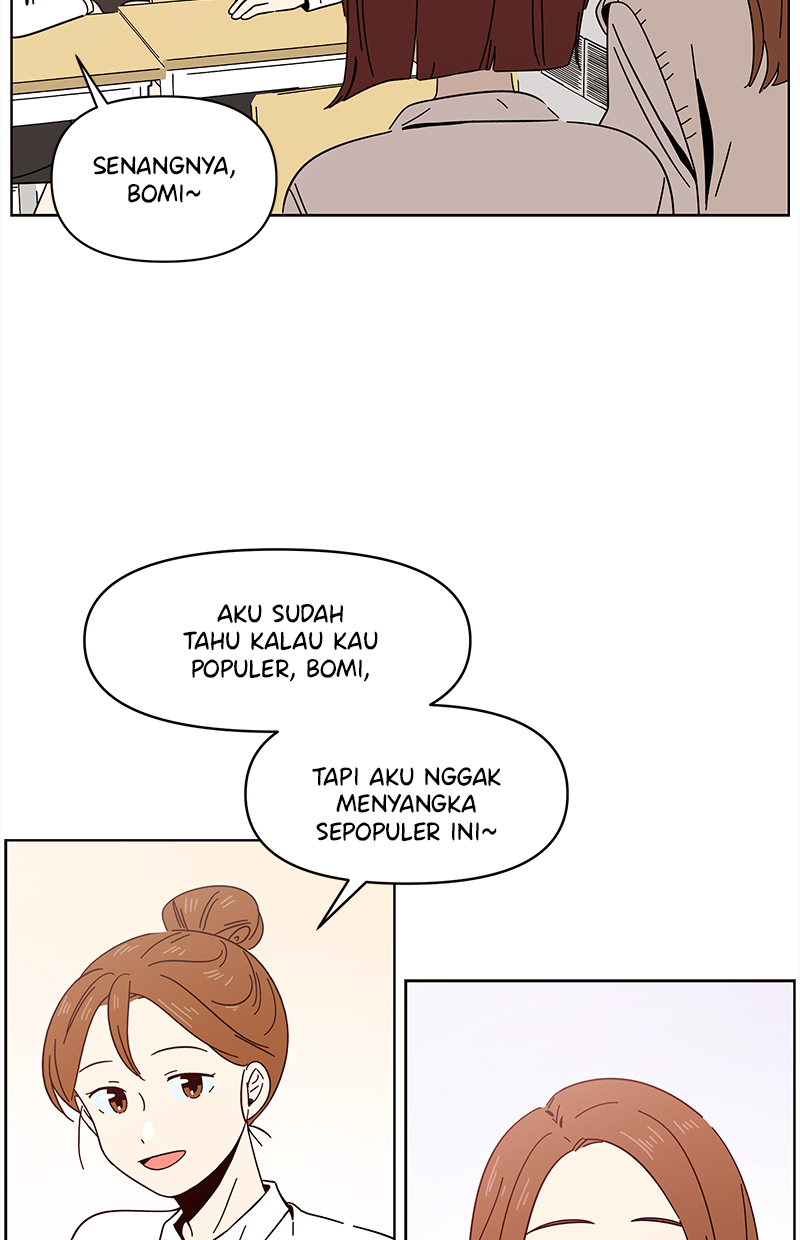 SENANGNYA,
BOMI~
AKU SUDAH
TAHU KALAU KAU
POPULER, BOMI,
TAPI AKU NGGAK
MENYANGKA
SEPOPULER INI~